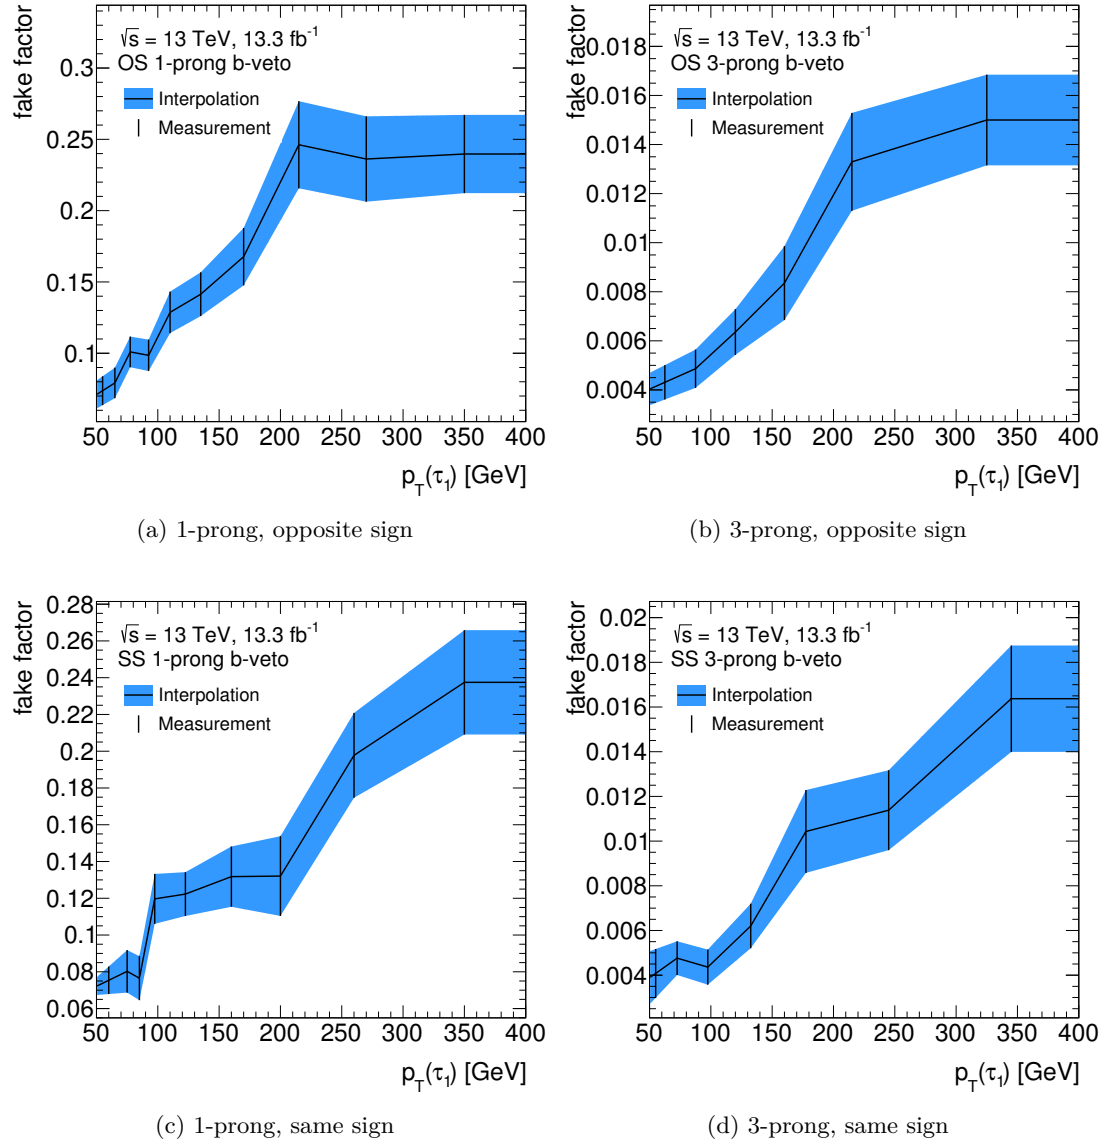 fake factor
√s = 13 TeV, 13.3 fb⁻¹
OS 1-prong b-veto
Interpolation
Measurement
0.3
0.25
0.2
0.15
0.1
50 100 150 200 250 300 350 400
p_T(τ₁) [GeV]
(a) 1-prong, opposite sign
fake factor
√s = 13 TeV, 13.3 fb⁻¹
OS 3-prong b-veto
Interpolation
Measurement
0.018
0.016
0.014
0.012
0.01
0.008
0.006
0.004
50 100 150 200 250 300 350 400
p_T(τ₁) [GeV]
(b) 3-prong, opposite sign
fake factor
√s = 13 TeV, 13.3 fb⁻¹
SS 1-prong b-veto
Interpolation
Measurement
0.28
0.26
0.24
0.22
0.2
0.18
0.16
0.14
0.12
0.1
0.08
0.06
50 100 150 200 250 300 350 400
p_T(τ₁) [GeV]
(c) 1-prong, same sign
fake factor
√s = 13 TeV, 13.3 fb⁻¹
SS 3-prong b-veto
Interpolation
Measurement
0.02
0.018
0.016
0.014
0.012
0.01
0.008
0.006
0.004
50 100 150 200 250 300 350 400
p_T(τ₁) [GeV]
(d) 3-prong, same sign